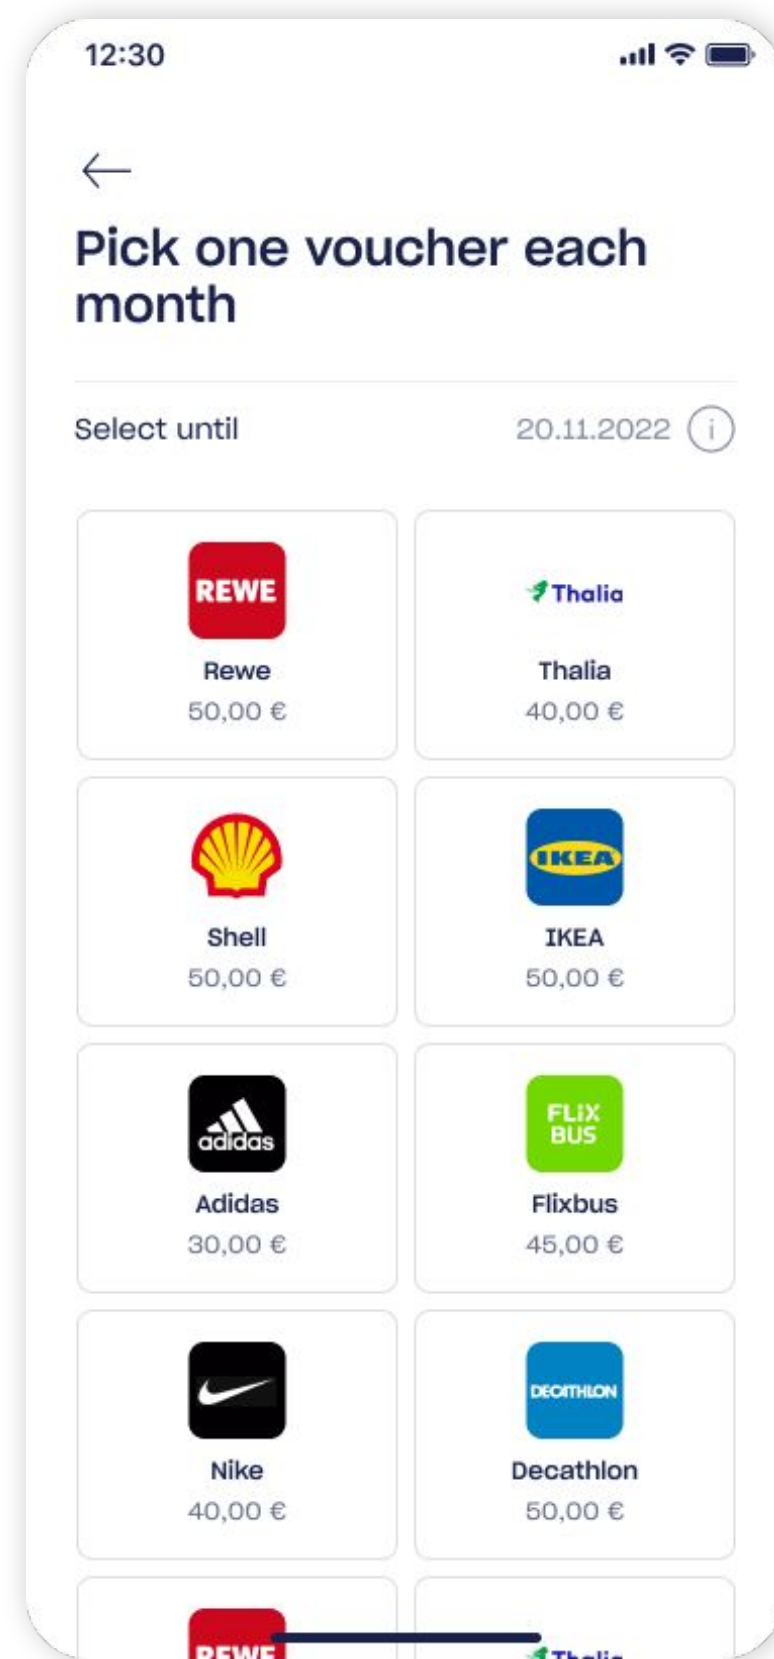 12:30
Pick one voucher each
month
Select until 20.11.2022 i
REWE Thalia
Rewe Thalia
50,00 € 40,00 €
IKEA
Shell IKEA
50,00 € 50,00 €
adidas FLiX
BUS
Adidas Flixbus
30,00 € 45,00 €
DECATHLON
Nike Decathlon
40,00 € 50,00 €
REWE Thalia